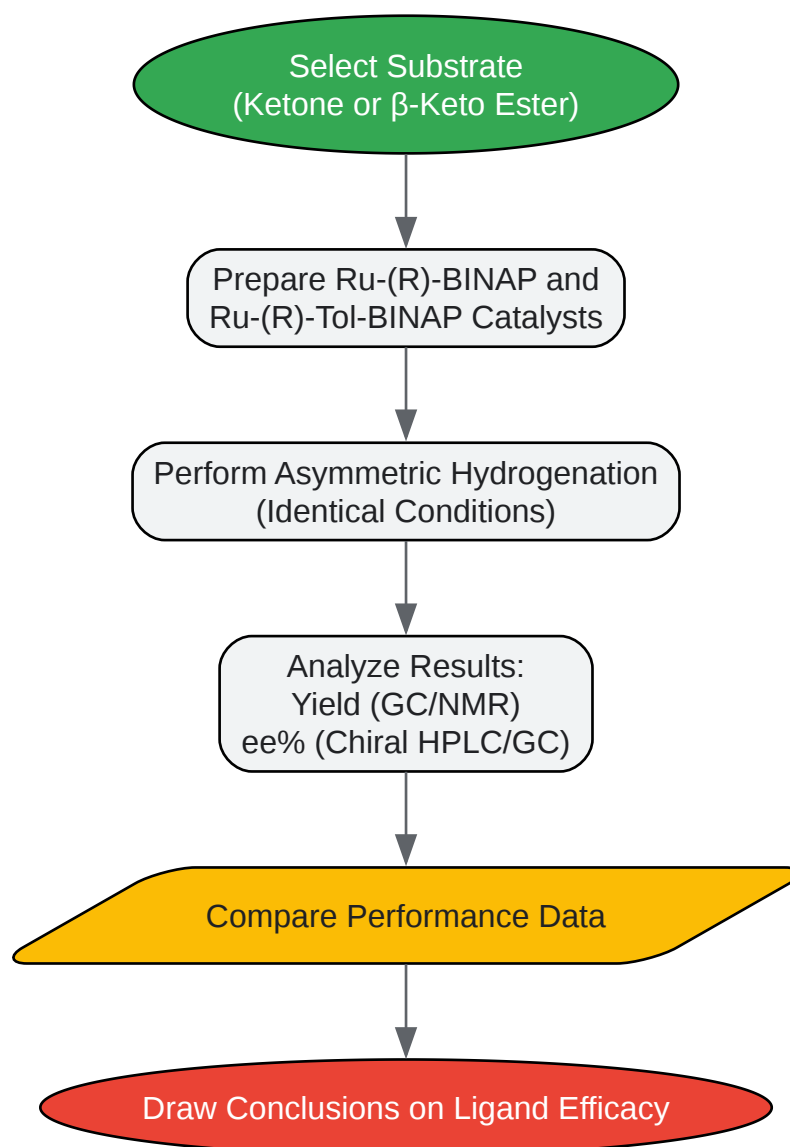 Select Substrate
(Ketone or β-Keto Ester)
Prepare Ru-(R)-BINAP and
Ru-(R)-Tol-BINAP Catalysts
Perform Asymmetric Hydrogenation
(Identical Conditions)
Analyze Results:
Yield (GC/NMR)
ee% (Chiral HPLC/GC)
Compare Performance Data
Draw Conclusions on Ligand Efficacy